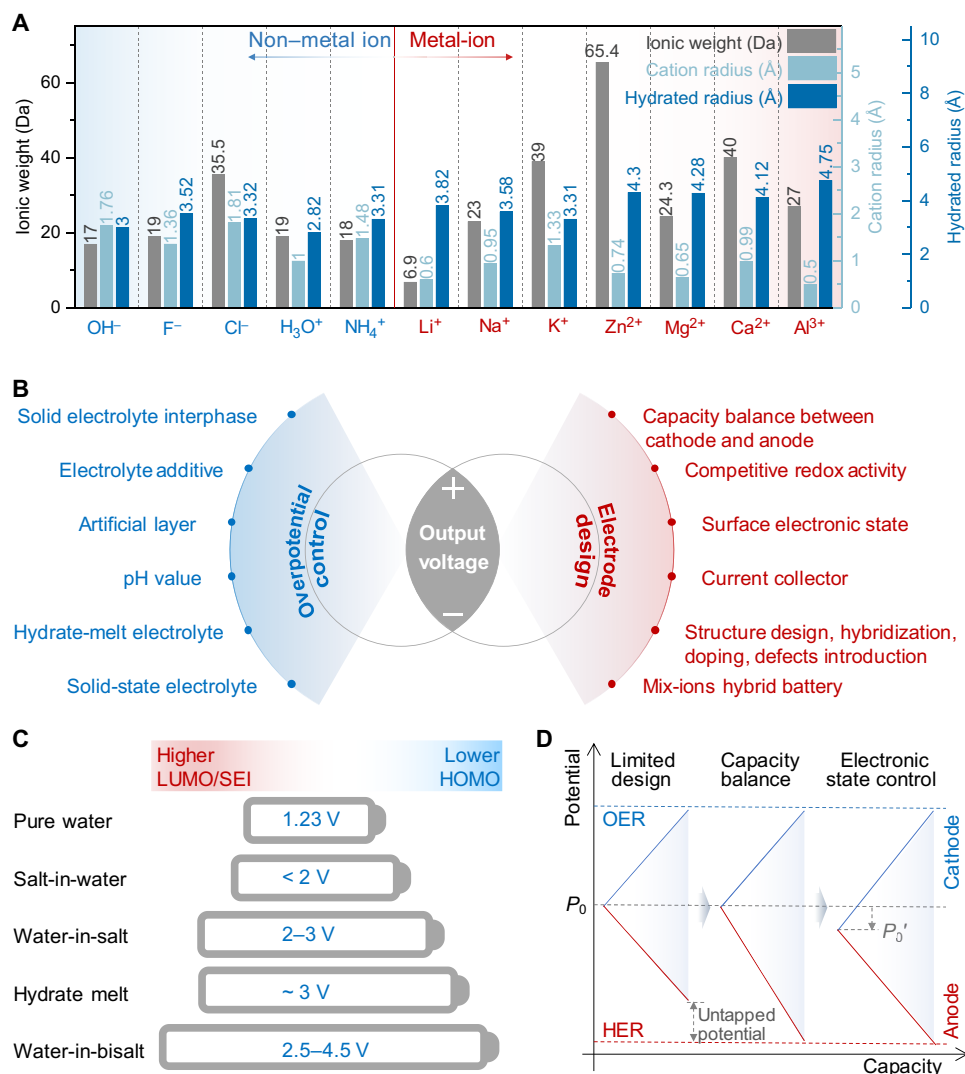 A
Non–metal ion
Metal-ion
Ionic weight (Da)
Cation radius (Å)
Hydrated radius (Å)
Ionic weight (Da)
0
20
40
60
17
1.76
3
19
1.36
3.52
35.5
1.81
3.32
19
1
2.82
18
1.48
3.31
6.9
0.6
3.82
23
0.95
3.58
39
1.33
3.31
65.4
0.74
4.3
24.3
0.65
4.28
40
0.99
4.12
27
0.5
4.75
0
1
2
3
4
5
Cation radius (Å)
0
2
4
6
8
10
Hydrated radius (Å)
OH⁻
F⁻
Cl⁻
H₃O⁺
NH₄⁺
Li⁺
Na⁺
K⁺
Zn²⁺
Mg²⁺
Ca²⁺
Al³⁺
B
Solid electrolyte interphase
Electrolyte additive
Artificial layer
pH value
Hydrate-melt electrolyte
Solid-state electrolyte
Overpotential
control
+
Output
voltage
−
Electrode
design
Capacity balance between
cathode and anode
Competitive redox activity
Surface electronic state
Current collector
Structure design, hybridization,
doping, defects introduction
Mix-ions hybrid battery
C
Higher
LUMO/SEI
Lower
HOMO
Pure water
1.23 V
Salt-in-water
< 2 V
Water-in-salt
2–3 V
Hydrate melt
~ 3 V
Water-in-bisalt
2.5–4.5 V
D
Potential
Limited
design
Capacity
balance
Electronic
state control
OER
Cathode
P₀
P₀′
Untapped
potential
HER
Anode
Capacity